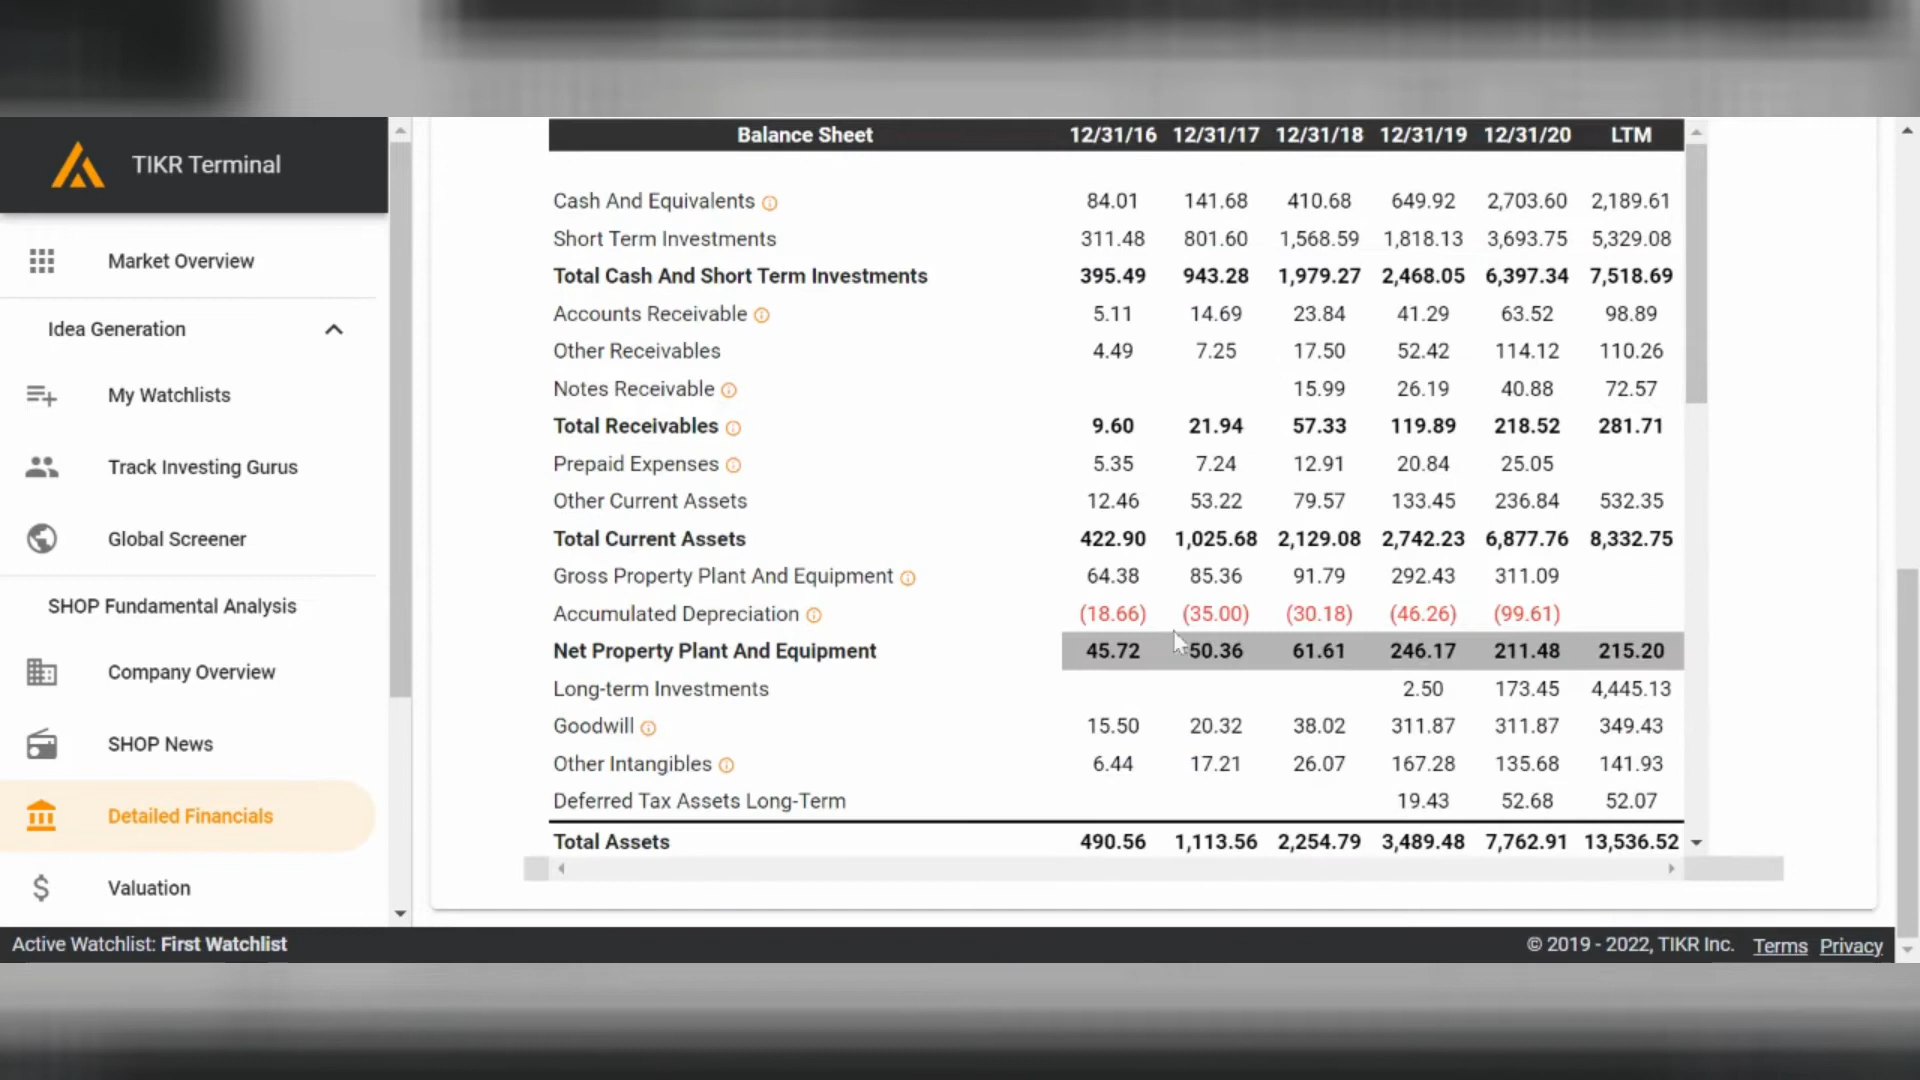 TIKR Terminal
Market Overview
Idea Generation
My Watchlists
Track Investing Gurus
Global Screener
SHOP Fundamental Analysis
Company Overview
SHOP News
Detailed Financials
Valuation
Balance Sheet 12/31/16 12/31/17 12/31/18 12/31/19 12/31/20 LTM
Cash And Equivalents 84.01 141.68 410.68 649.92 2,703.60 2,189.61
Short Term Investments 311.48 801.60 1,568.59 1,818.13 3,693.75 5,329.08
Total Cash And Short Term Investments 395.49 943.28 1,979.27 2,468.05 6,397.34 7,518.69
Accounts Receivable 5.11 14.69 23.84 41.29 63.52 98.89
Other Receivables 4.49 7.25 17.50 52.42 114.12 110.26
Notes Receivable 15.99 26.19 40.88 72.57
Total Receivables 9.60 21.94 57.33 119.89 218.52 281.71
Prepaid Expenses 5.35 7.24 12.91 20.84 25.05
Other Current Assets 12.46 53.22 79.57 133.45 236.84 532.35
Total Current Assets 422.90 1,025.68 2,129.08 2,742.23 6,877.76 8,332.75
Gross Property Plant And Equipment 64.38 85.36 91.79 292.43 311.09
Accumulated Depreciation (18.66) (35.00) (30.18) (46.26) (99.61)
Net Property Plant And Equipment 45.72 50.36 61.61 246.17 211.48 215.20
Long-term Investments 2.50 173.45 4,445.13
Goodwill 15.50 20.32 38.02 311.87 311.87 349.43
Other Intangibles 6.44 17.21 26.07 167.28 135.68 141.93
Deferred Tax Assets Long-Term 19.43 52.68 52.07
Total Assets 490.56 1,113.56 2,254.79 3,489.48 7,762.91 13,536.52
Active Watchlist: First Watchlist
© 2019 - 2022, TIKR Inc. Terms Privacy